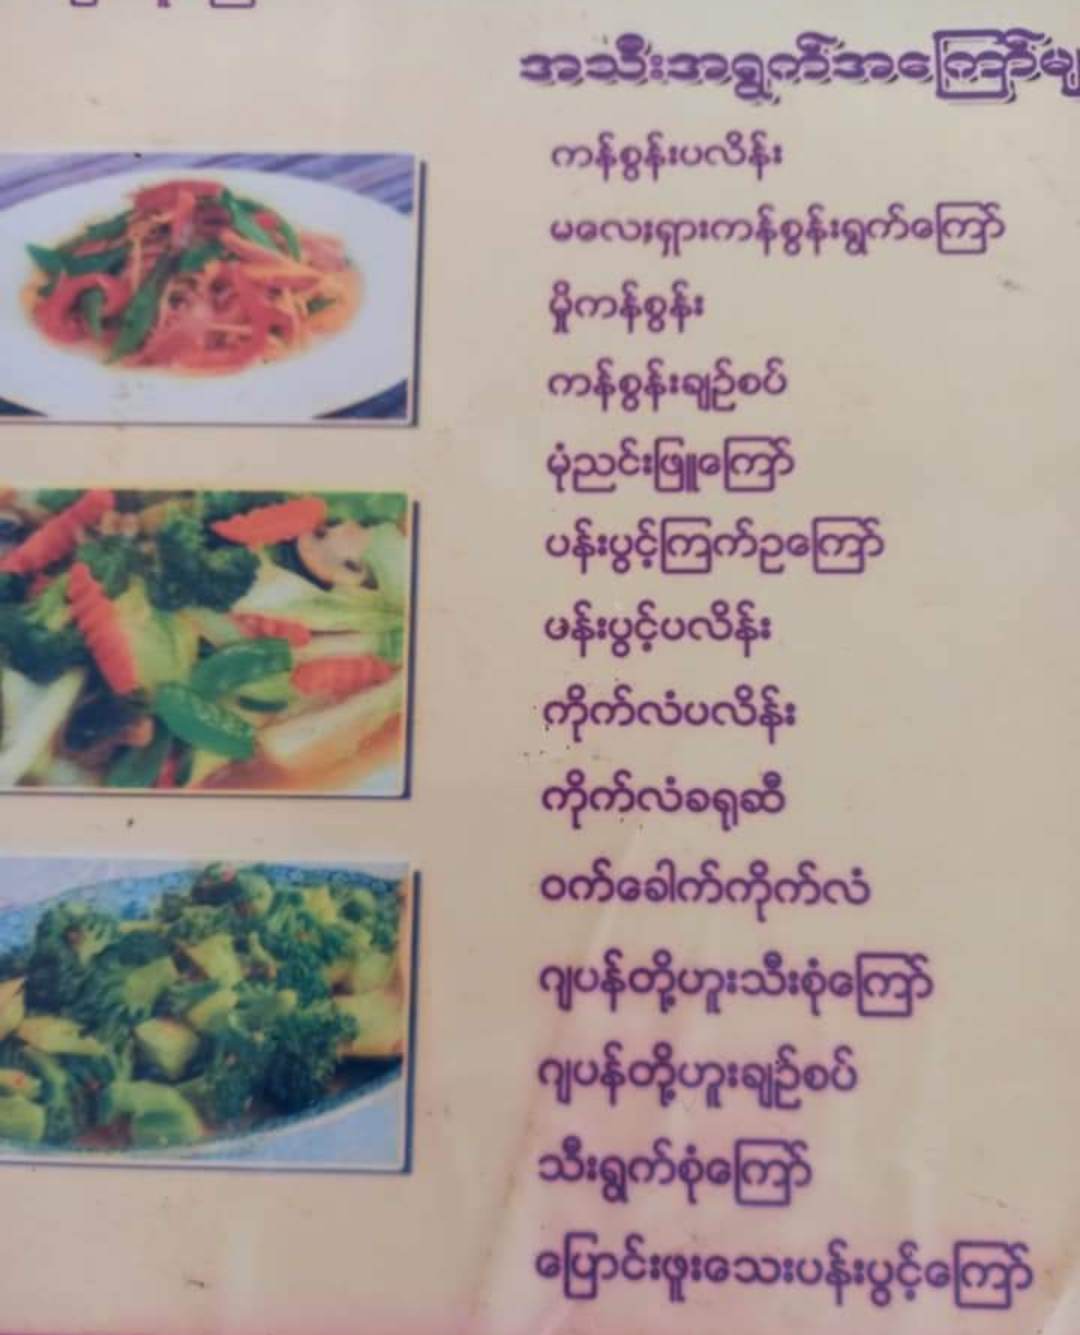 အသီးအရွက်အကြော်မျ
ကန်စွန်းပလိန်း
မလေးရှားကန်စွန်းရွက်ကြော်
မှိုကန်စွန်း
ကန်စွန်းချဉ်စပ်
မုံညင်းဖြူကြော်
ပန်းပွင့်ကြက်ဥကြော်
ဖန်းပွင့်ပလိန်း
ကိုက်လံပလိန်း
ကိုက်လံခရုဆီ
ဝက်ခေါက်ကိုက်လံ
ဂျပန်တို့ဟူးသီးစုံကြော်
ဂျပန်တို့ဟူးချဉ်စပ်
သီးရွက်စုံကြော်
ပြောင်းဖူးသေးပန်းပွင့်ကြော်